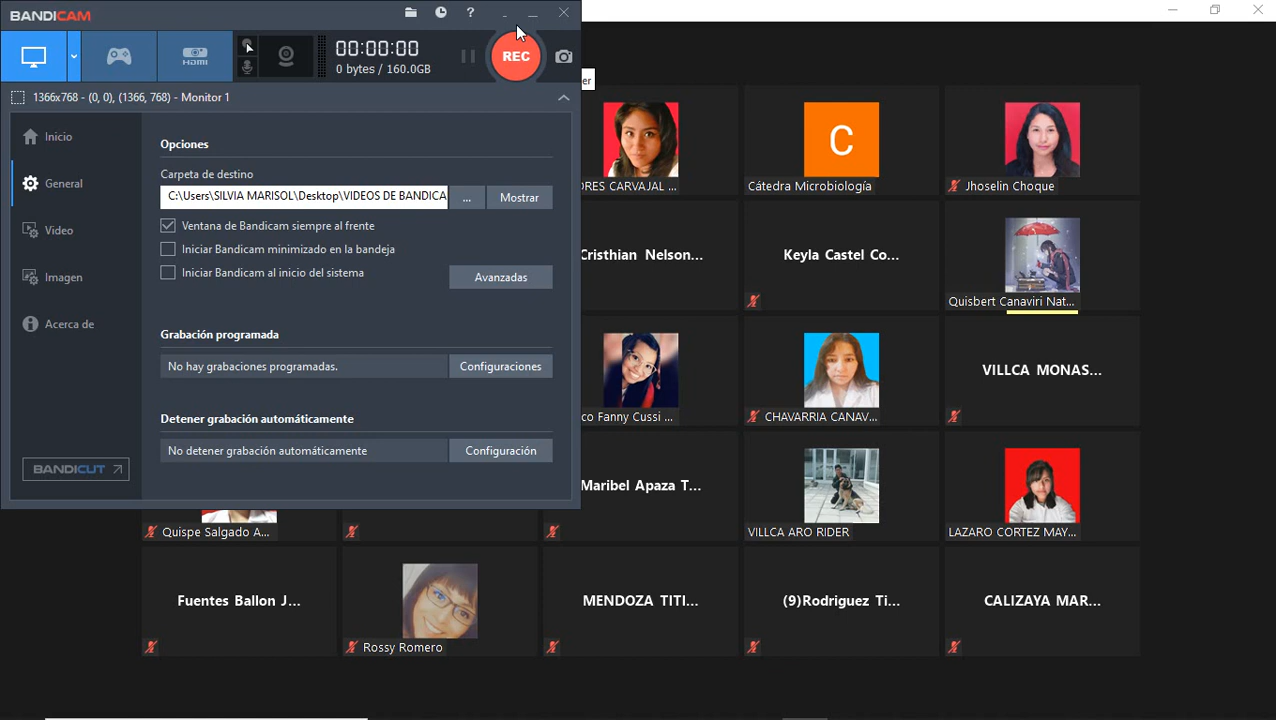 BANDICAM
?
HDMI
00:00:00
0 bytes / 160.0GB
REC
1366x768 - (0, 0), (1366, 768) - Monitor 1
Inicio
General
Video
Imagen
Acerca de
BANDICUT
Opciones
Carpeta de destino
C:\Users\SILVIA MARISOL\Desktop\VIDEOS DE BANDICA
...
Mostrar
Ventana de Bandicam siempre al frente
Iniciar Bandicam minimizado en la bandeja
Iniciar Bandicam al inicio del sistema
Avanzadas
Grabación programada
No hay grabaciones programadas.
Configuraciones
Detener grabación automáticamente
No detener grabación automáticamente
Configuración
er
ORES CARVAJAL ...
C
Cátedra Microbiología
Jhoselin Choque
Cristhian Nelson...
Keyla Castel Co...
Quisbert Canaviri Nat...
co Fanny Cussi ...
CHAVARRIA CANAV...
VILLCA MONAS...
Quispe Salgado A...
Maribel Apaza T...
VILLCA ARO RIDER
LAZARO CORTEZ MAY...
Fuentes Ballon J...
Rossy Romero
MENDOZA TITI...
(9)Rodriguez Ti...
CALIZAYA MAR...